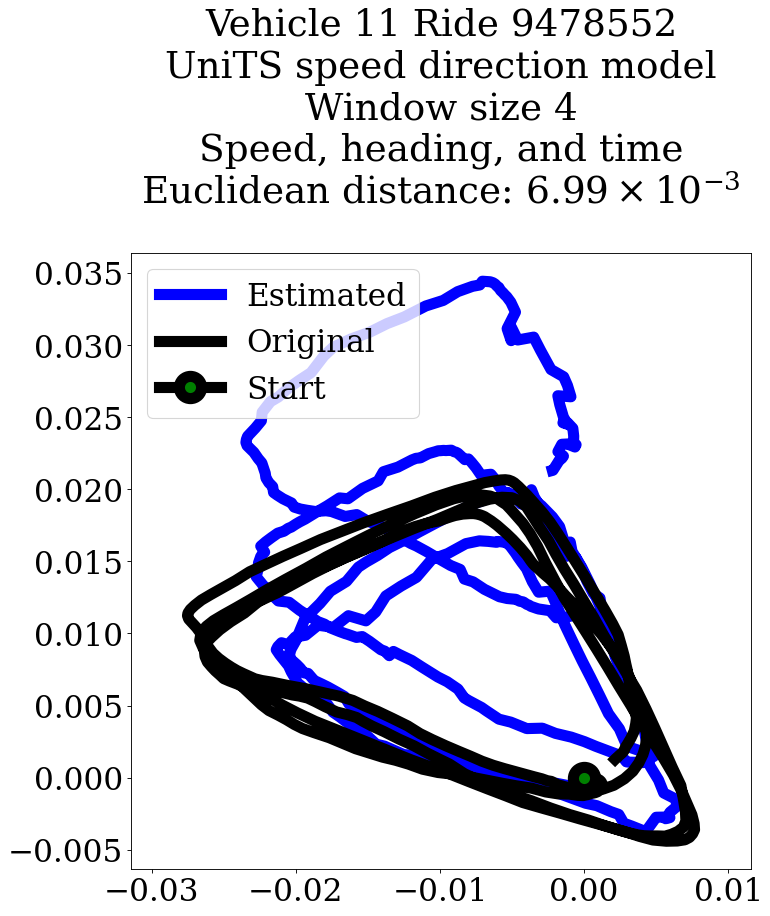 Vehicle 11 Ride 9478552
UniTS speed direction model
Window size 4
Speed, heading, and time
Euclidean distance: 6.99 × 10⁻³
0.035
0.030
0.025
0.020
0.015
0.010
0.005
0.000
−0.005
Estimated
Original
Start
−0.03 −0.02 −0.01 0.00 0.01